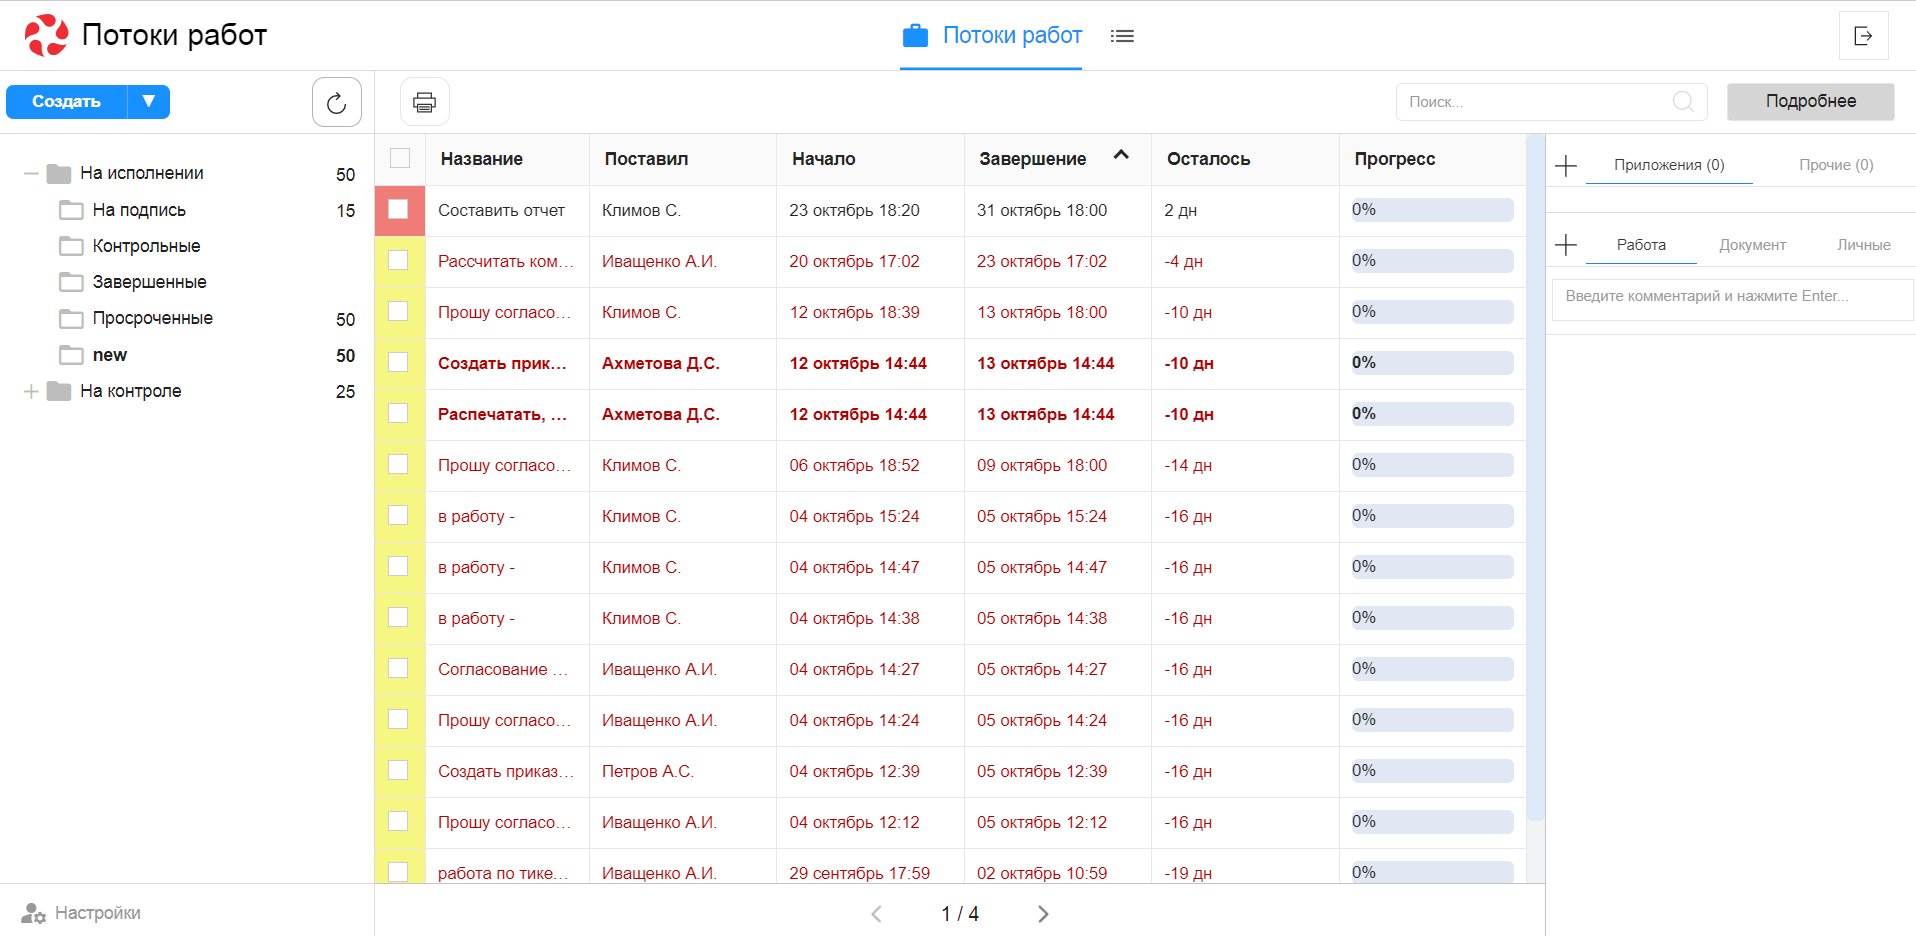 Потоки работ
Потоки работ
Создать
Поиск...
Подробнее
На исполнении 50
На подпись 15
Контрольные
Завершенные
Просроченные 50
new 50
На контроле 25
Настройки
Название Поставил Начало Завершение Осталось Прогресс
Составить отчет Климов С. 23 октябрь 18:20 31 октябрь 18:00 2 дн 0%
Рассчитать ком... Иващенко А.И. 20 октябрь 17:02 23 октябрь 17:02 -4 дн 0%
Прошу согласо... Климов С. 12 октябрь 18:39 13 октябрь 18:00 -10 дн 0%
Создать прик... Ахметова Д.С. 12 октябрь 14:44 13 октябрь 14:44 -10 дн 0%
Распечатать, ... Ахметова Д.С. 12 октябрь 14:44 13 октябрь 14:44 -10 дн 0%
Прошу согласо... Климов С. 06 октябрь 18:52 09 октябрь 18:00 -14 дн 0%
в работу - Климов С. 04 октябрь 15:24 05 октябрь 15:24 -16 дн 0%
в работу - Климов С. 04 октябрь 14:47 05 октябрь 14:47 -16 дн 0%
в работу - Климов С. 04 октябрь 14:38 05 октябрь 14:38 -16 дн 0%
Согласование ... Иващенко А.И. 04 октябрь 14:27 05 октябрь 14:27 -16 дн 0%
Прошу согласо... Иващенко А.И. 04 октябрь 14:24 05 октябрь 14:24 -16 дн 0%
Создать приказ... Петров А.С. 04 октябрь 12:39 05 октябрь 12:39 -16 дн 0%
Прошу согласо... Иващенко А.И. 04 октябрь 12:12 05 октябрь 12:12 -16 дн 0%
работа по тике... Иващенко А.И. 29 сентябрь 17:59 02 октябрь 10:59 -19 дн 0%
1 / 4
Приложения (0) Прочие (0)
Работа Документ Личные
Введите комментарий и нажмите Enter...